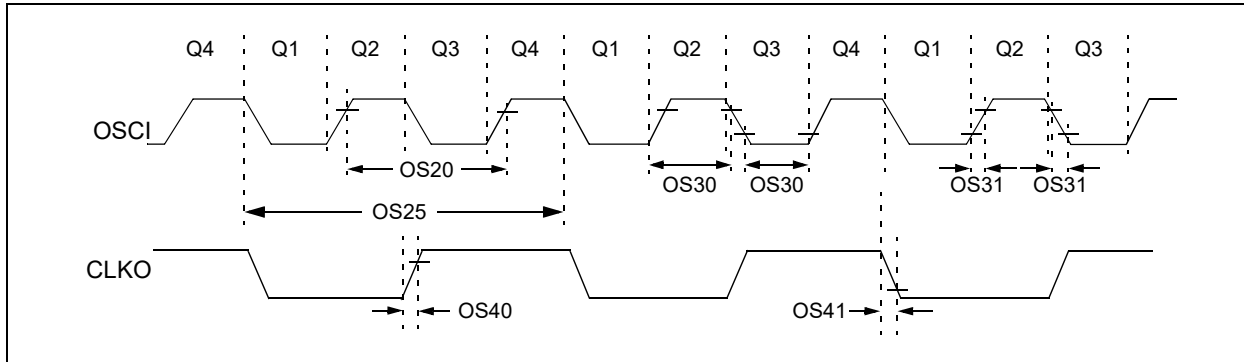 Q4 Q1 Q2 Q3 Q4 Q1 Q2 Q3 Q4 Q1 Q2 Q3
OSCI
OS20
OS30 OS30
OS31 OS31
OS25
CLKO
OS40
OS41